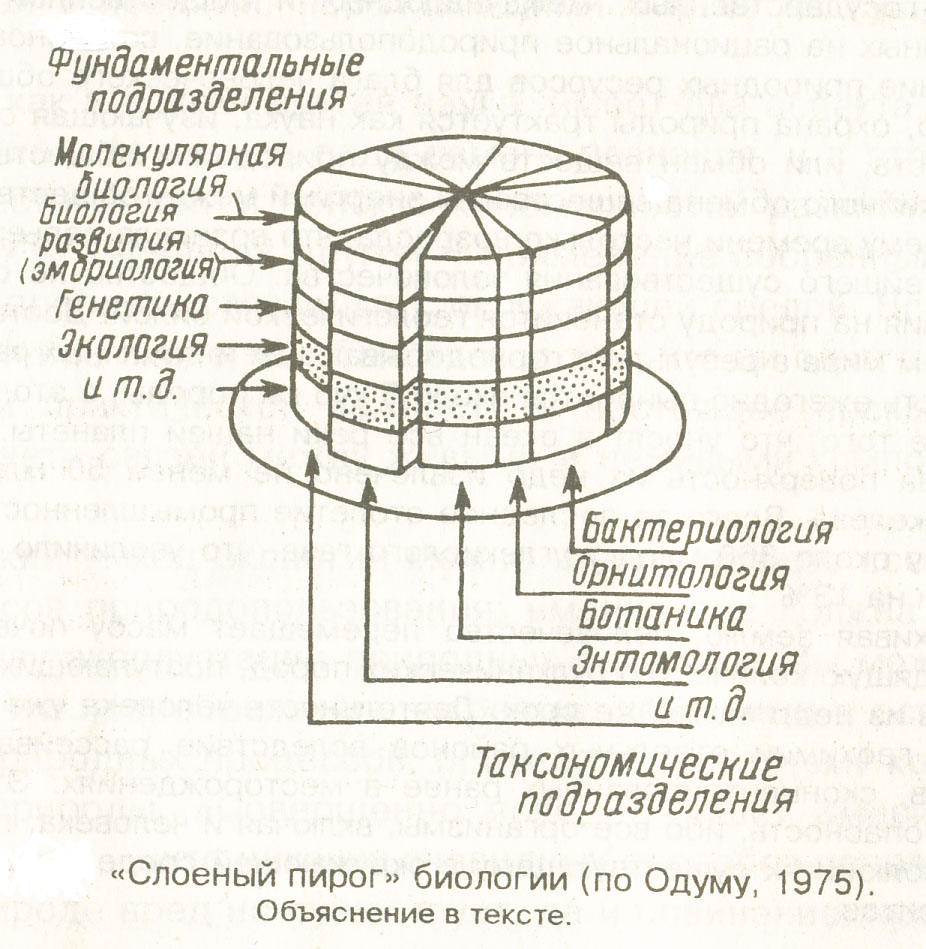 Фундаментальные
подразделения
Молекулярная
биология
Биология
развития
(эмбриология)
Генетика
Экология
и т.д.
Бактериология
Орнитология
Ботаника
Энтомология
и т.д.
Таксономические
подразделения
«Слоеный пирог» биологии (по Одуму, 1975).
Объяснение в тексте.